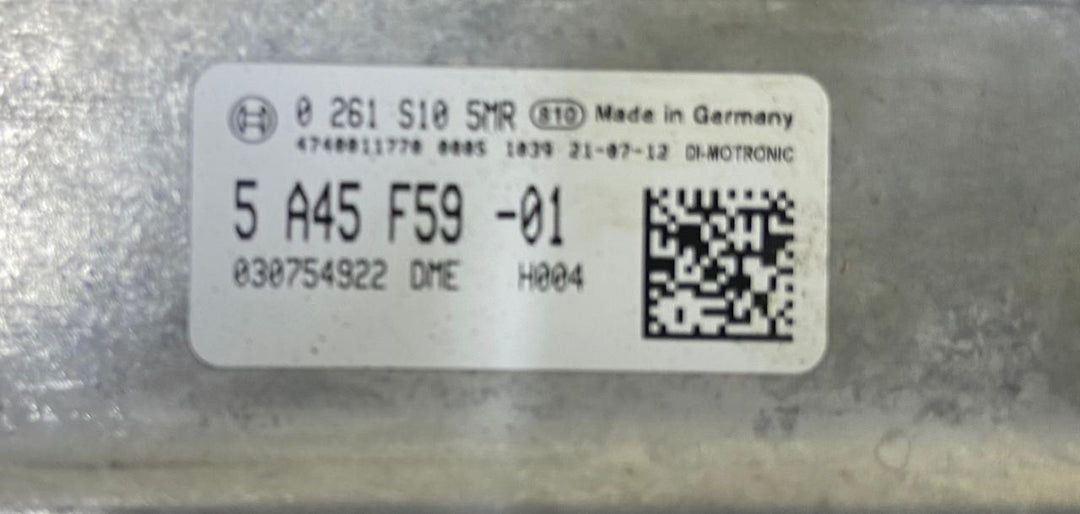 0 261 S10 5MR 810 Made in Germany
4740011770 0005 1039 21-07-12 DI-MOTRONIC
5 A45 F59 -01
030754922 DME H004